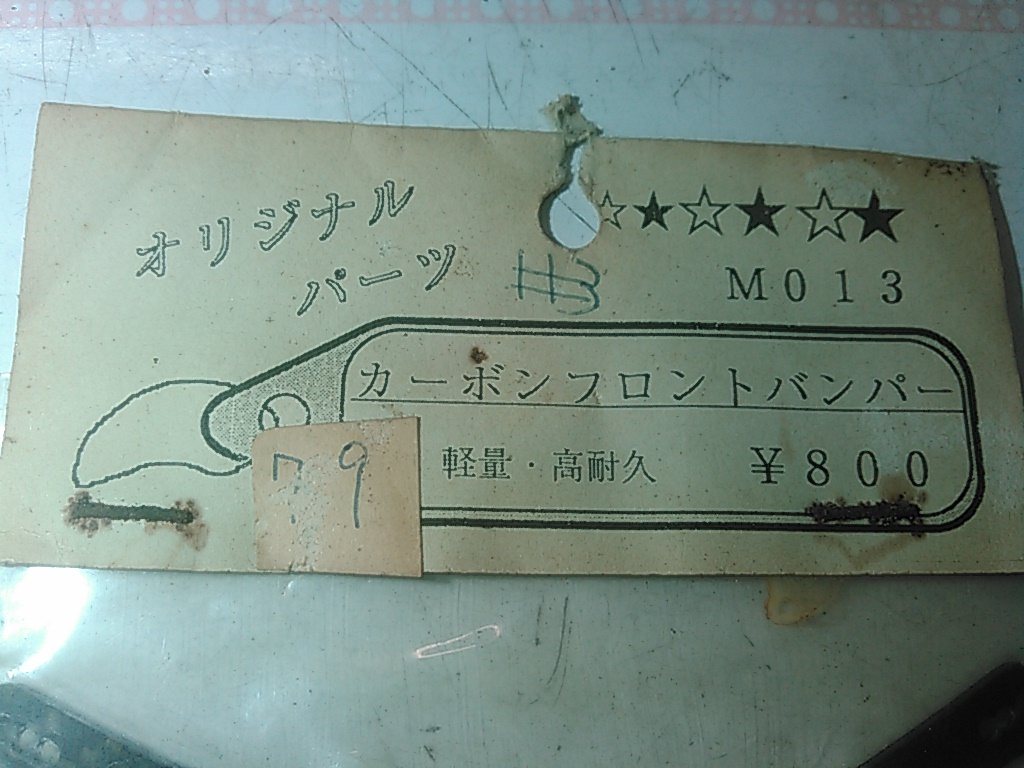 オリジナル
パーツ
☆★☆★☆★
M013
カーボンフロントバンパー
軽量・高耐久 ¥800
79